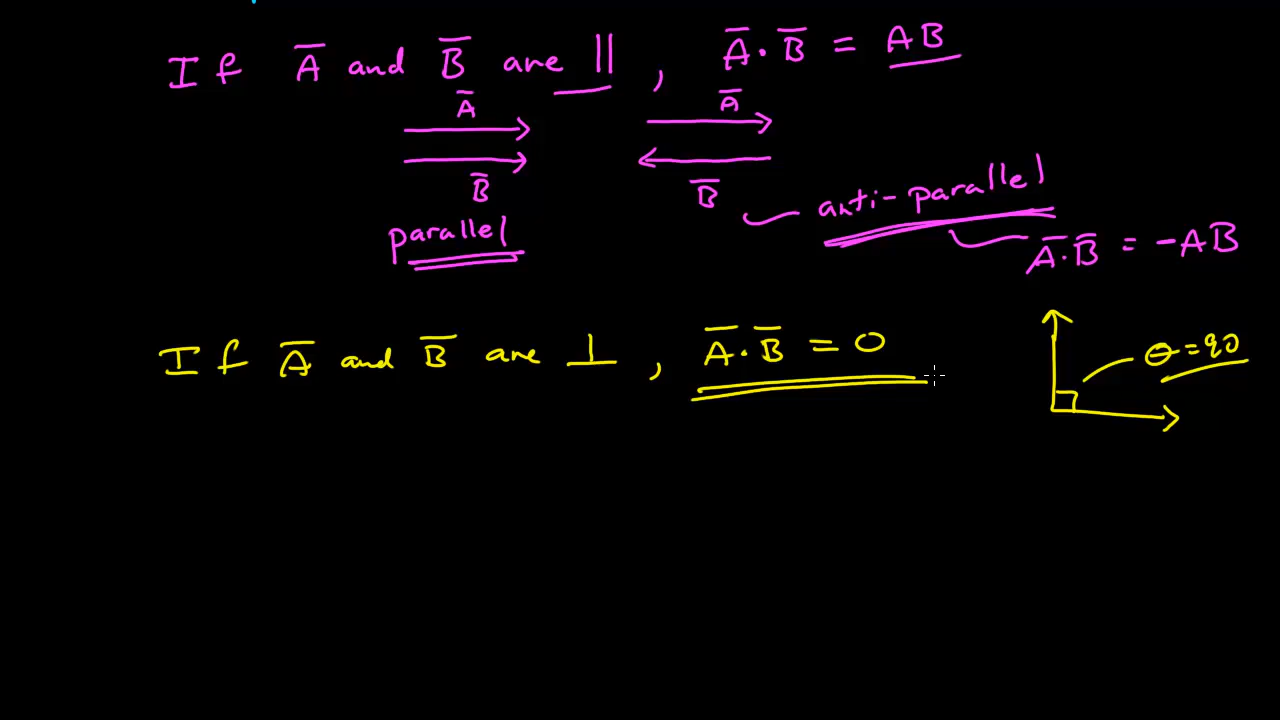 If A̅ and B̅ are ||, A̅ · B̅ = AB
A̅ A̅
B̅ B̅
parallel anti-parallel
A̅ · B̅ = -AB
If A̅ and B̅ are ⊥, A̅ · B̅ = 0
θ = 90